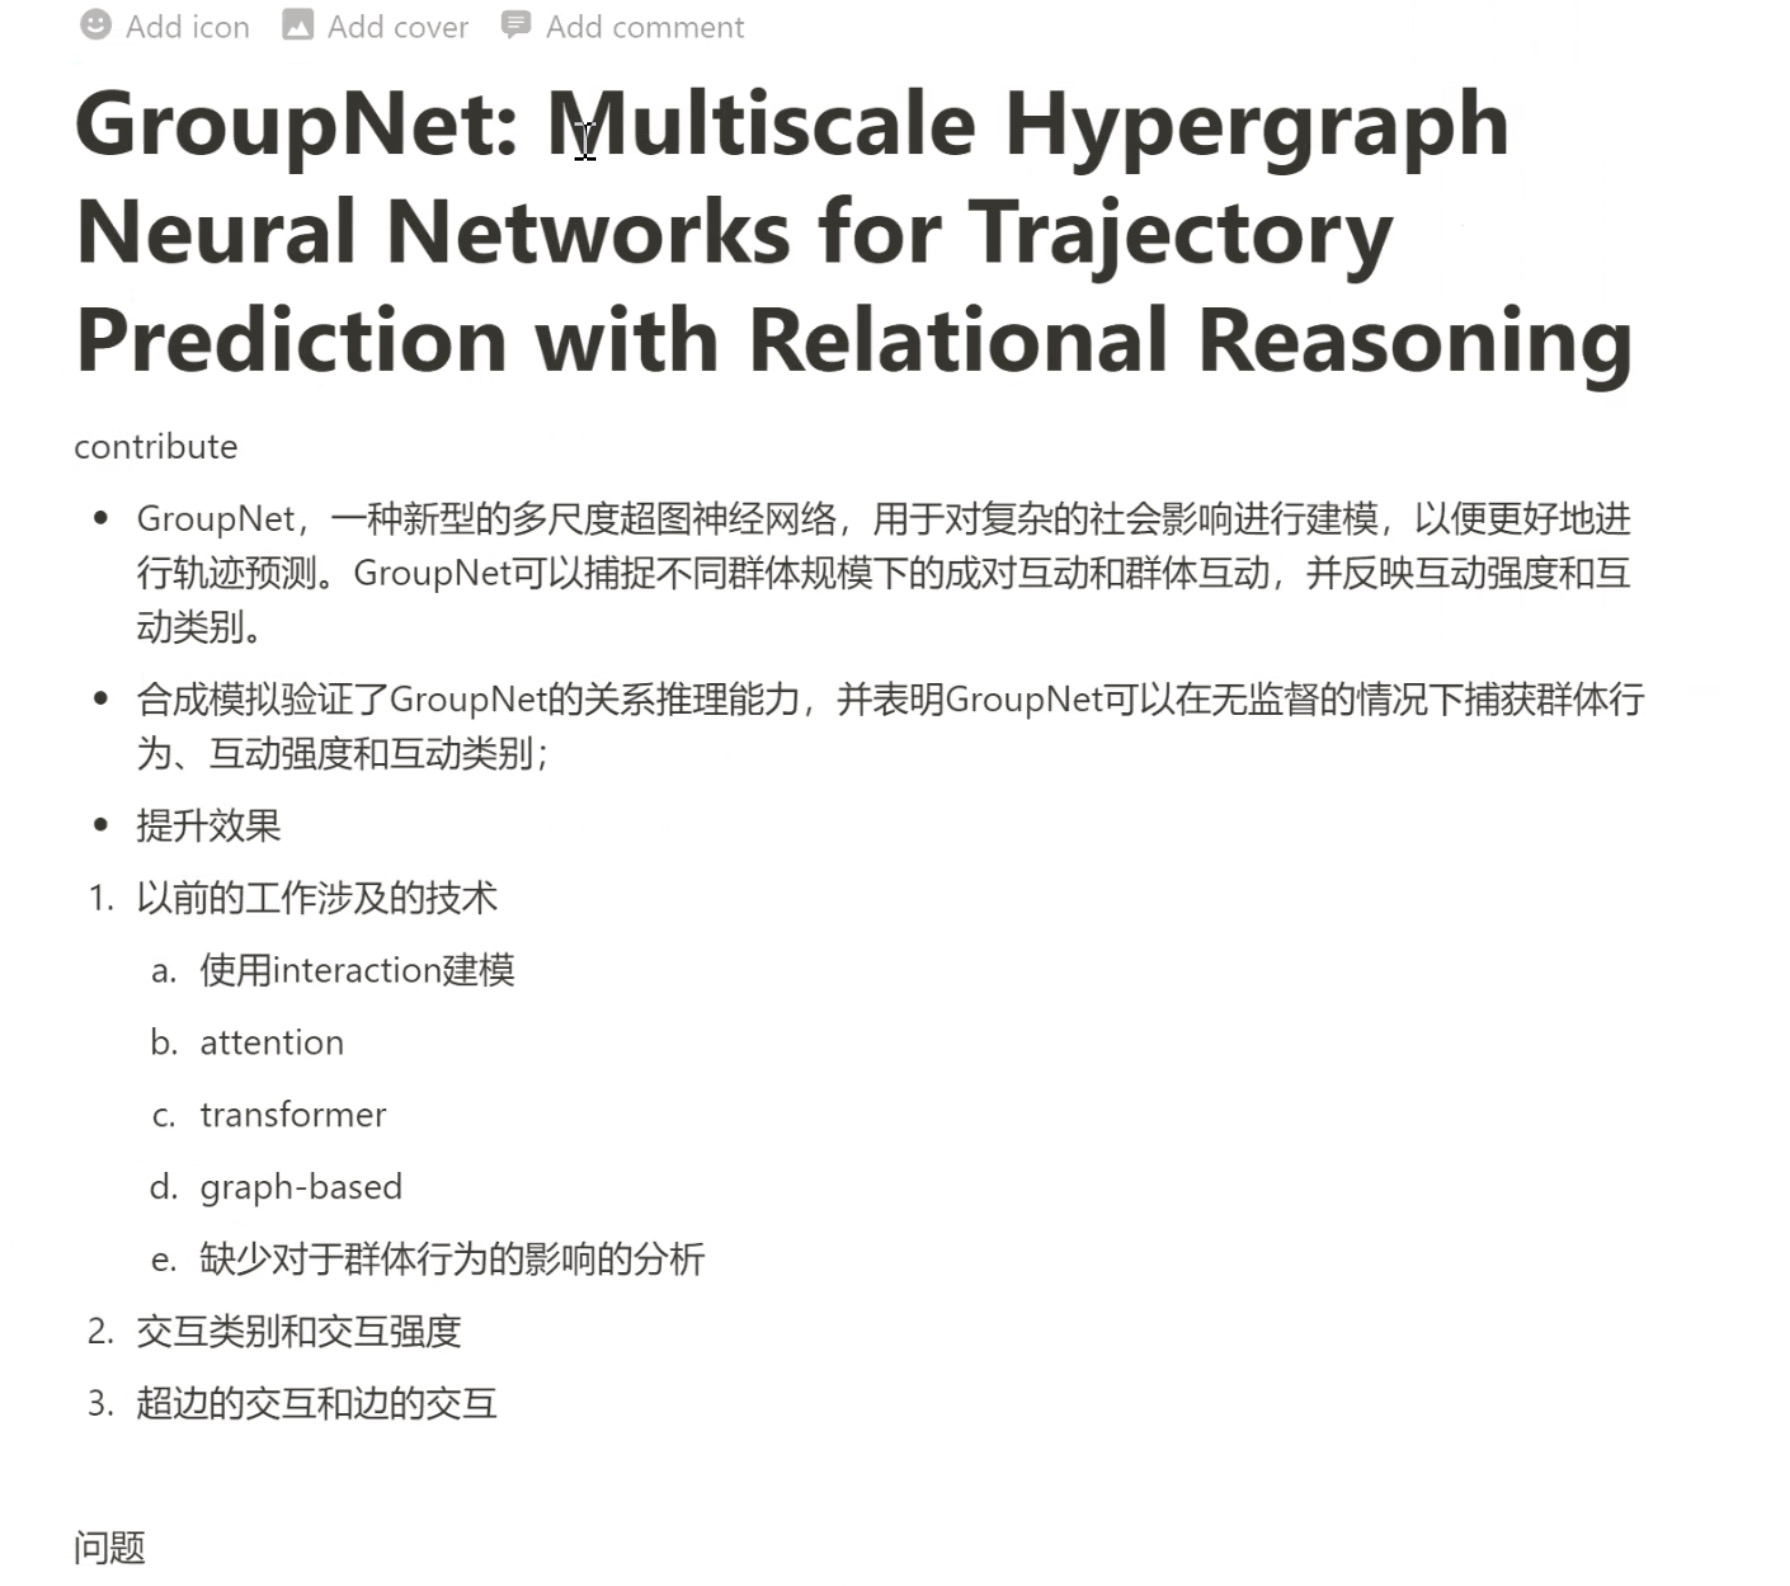 Add icon Add cover Add comment
GroupNet: Multiscale Hypergraph
Neural Networks for Trajectory
Prediction with Relational Reasoning
contribute
• GroupNet，一种新型的多尺度超图神经网络，用于对复杂的社会影响进行建模，以便更好地进
行轨迹预测。GroupNet可以捕捉不同群体规模下的成对互动和群体互动，并反映互动强度和互
动类别。
• 合成模拟验证了GroupNet的关系推理能力，并表明GroupNet可以在无监督的情况下捕获群体行
为、互动强度和互动类别；
• 提升效果
1. 以前的工作涉及的技术
a. 使用interaction建模
b. attention
c. transformer
d. graph-based
e. 缺少对于群体行为的影响的分析
2. 交互类别和交互强度
3. 超边的交互和边的交互
问题